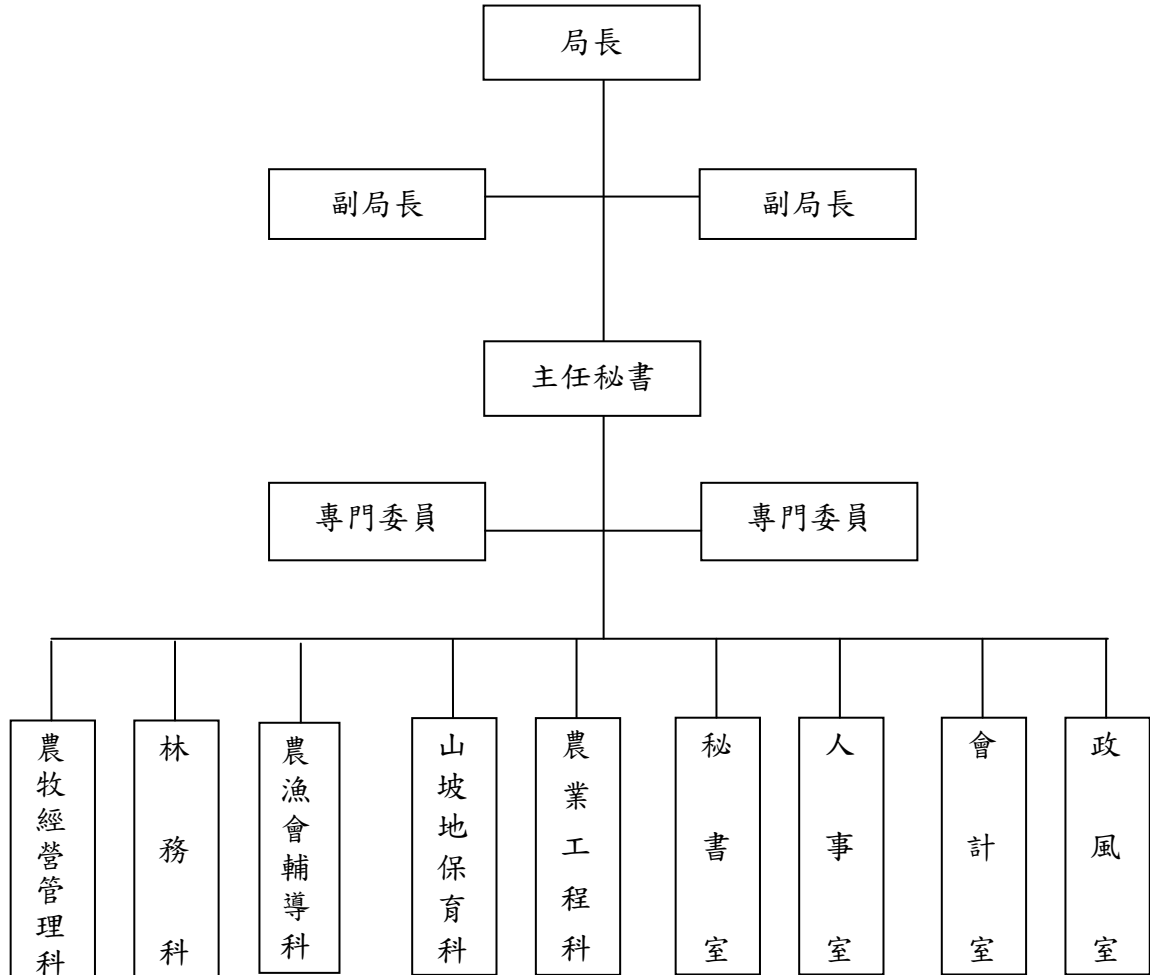 局長
副局長
副局長
主任秘書
專門委員
專門委員
農牧經營管理科
林務科
農漁會輔導科
山坡地保育科
農業工程科
秘書室
人事室
會計室
政風室